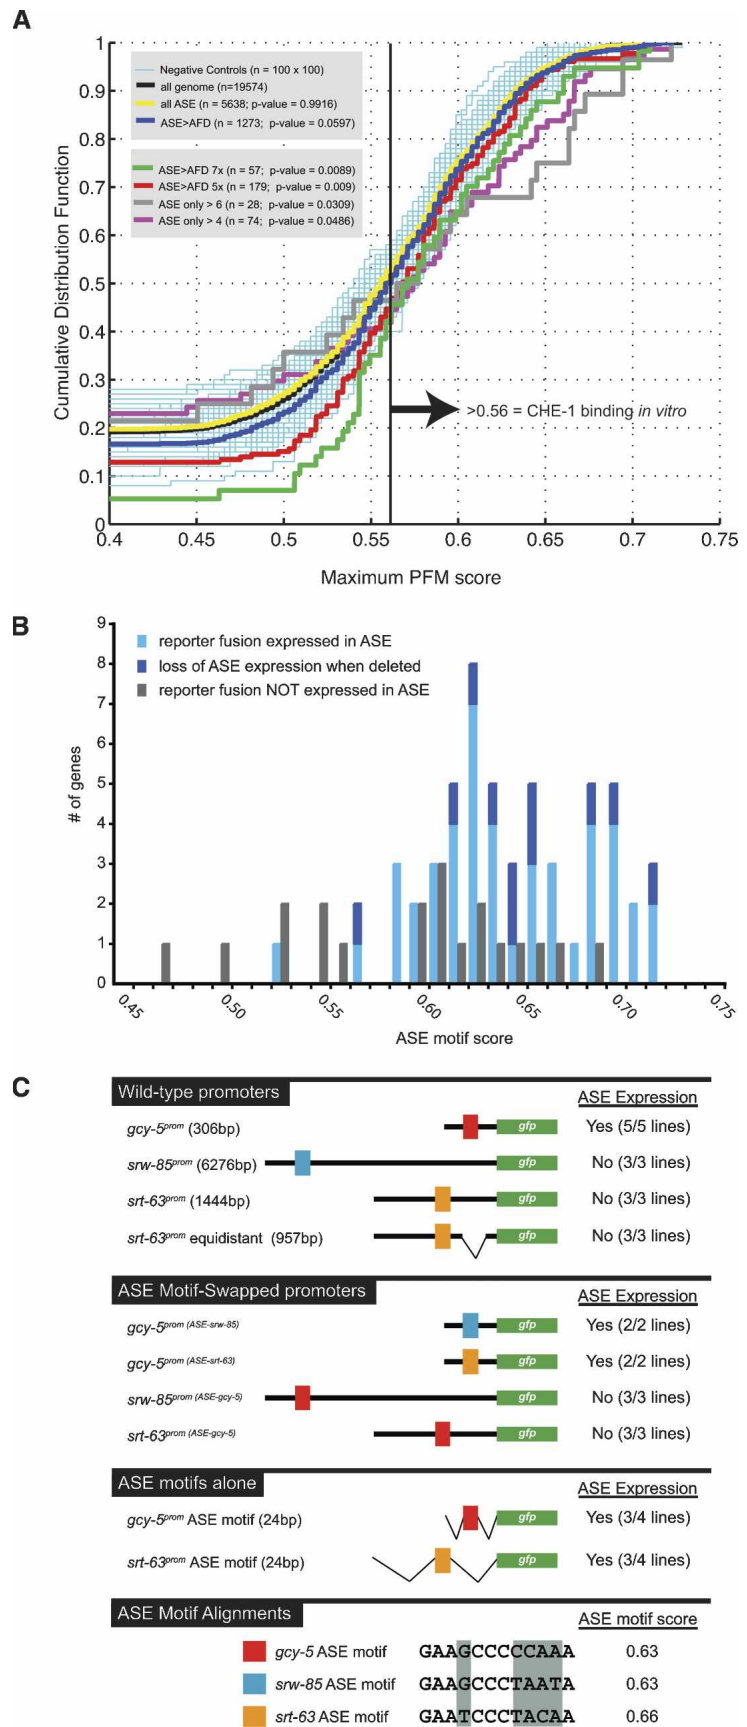 A
Negative Controls (n = 100 x 100)
all genome (n=19574)
all ASE (n = 5638; p-value = 0.9916)
ASE>AFD (n = 1273; p-value = 0.0597)
ASE>AFD 7x (n = 57; p-value = 0.0089)
ASE>AFD 5x (n = 179; p-value = 0.009)
ASE only > 6 (n = 28; p-value = 0.0309)
ASE only > 4 (n = 74; p-value = 0.0486)
Cumulative Distribution Function
1
0.9
0.8
0.7
0.6
0.5
0.4
0.3
0.2
0.1
0
>0.56 = CHE-1 binding in vitro
0.4 0.45 0.5 0.55 0.6 0.65 0.7 0.75
Maximum PFM score
B
reporter fusion expressed in ASE
loss of ASE expression when deleted
reporter fusion NOT expressed in ASE
# of genes
9
8
7
6
5
4
3
2
1
0
0.45 0.50 0.55 0.60 0.65 0.70 0.75
ASE motif score
C
Wild-type promoters
ASE Expression
gcy-5prom (306bp) gfp Yes (5/5 lines)
srw-85prom (6276bp) gfp No (3/3 lines)
srt-63prom (1444bp) gfp No (3/3 lines)
srt-63prom equidistant (957bp) gfp No (3/3 lines)
ASE Motif-Swapped promoters
ASE Expression
gcy-5prom (ASE-srw-85) gfp Yes (2/2 lines)
gcy-5prom (ASE-srt-63) gfp Yes (2/2 lines)
srw-85prom (ASE-gcy-5) gfp No (3/3 lines)
srt-63prom (ASE-gcy-5) gfp No (3/3 lines)
ASE motifs alone
ASE Expression
gcy-5prom ASE motif (24bp) gfp Yes (3/4 lines)
srt-63prom ASE motif (24bp) gfp Yes (3/4 lines)
ASE Motif Alignments
ASE motif score
gcy-5 ASE motif GAAGCCCCCAAA 0.63
srw-85 ASE motif GAAGCCCTAATA 0.63
srt-63 ASE motif GAATCCCTACAA 0.66